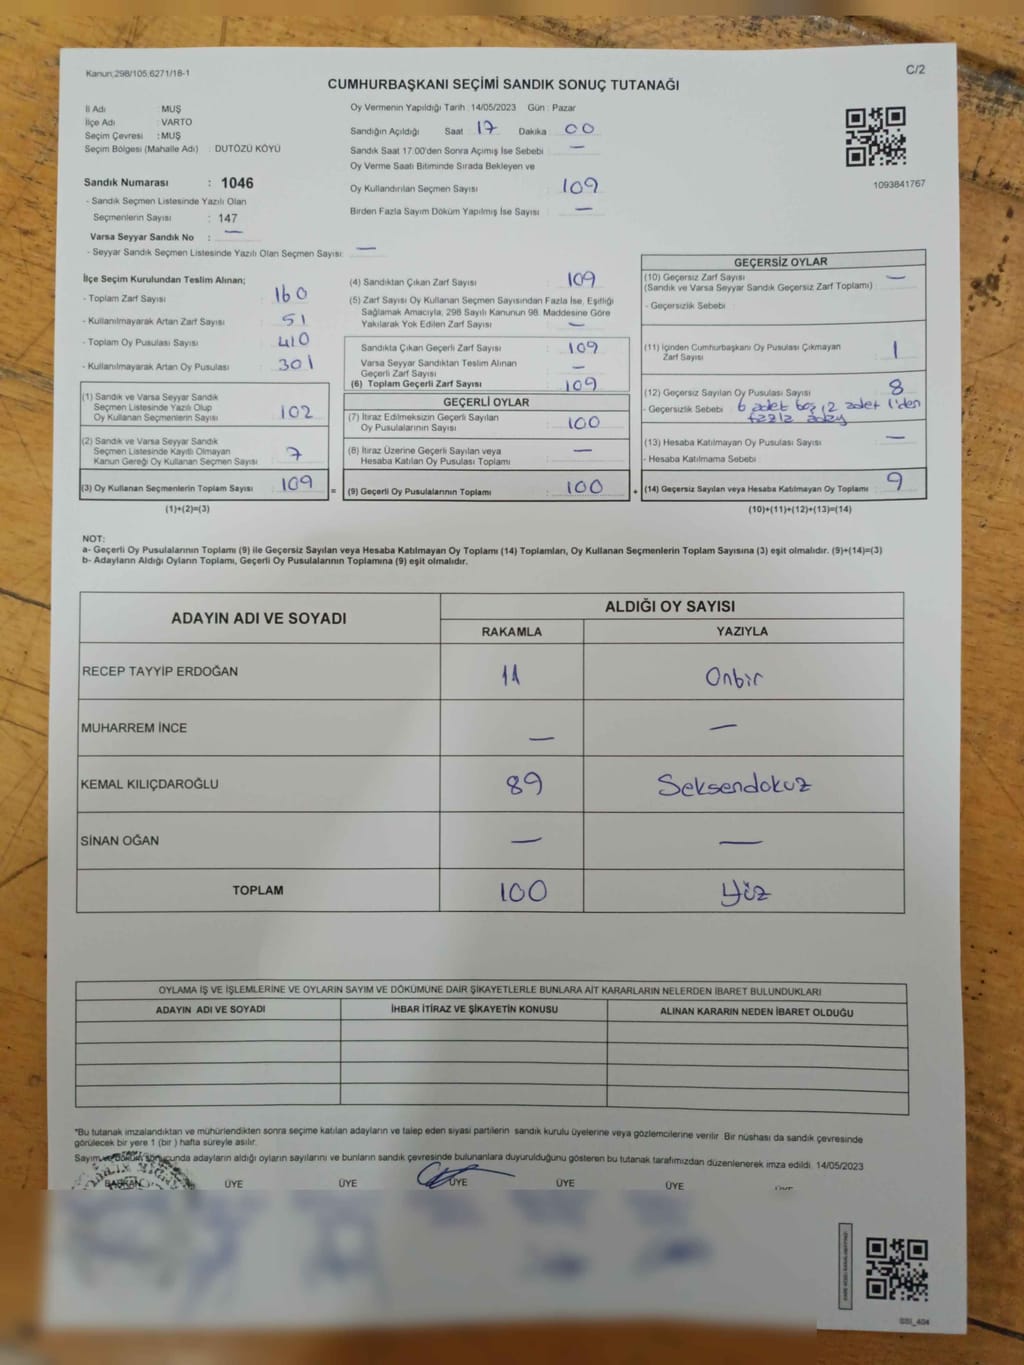 Kanun:298/105,6271/18-1
C/2
CUMHURBAŞKANI SEÇİMİ SANDIK SONUÇ TUTANAĞI
İl Adı : MUŞ
İlçe Adı : VARTO
Seçim Çevresi : MUŞ
Seçim Bölgesi (Mahalle Adı) : DUTÖZÜ KÖYÜ
Sandık Numarası : 1046
- Sandık Seçmen Listesinde Yazılı Olan
Seçmenlerin Sayısı : 147
Varsa Seyyar Sandık No : —
- Seyyar Sandık Seçmen Listesinde Yazılı Olan Seçmen Sayısı: —
Oy Vermenin Yapıldığı Tarih : 14/05/2023 Gün : Pazar
Sandığın Açıldığı Saat 17 Dakika 00
Sandık Saat 17:00'den Sonra Açımış İse Sebebi : —
Oy Verme Saati Bitiminde Sırada Bekleyen ve
Oy Kullandırılan Seçmen Sayısı : 109
Birden Fazla Sayım Döküm Yapılmış İse Sayısı : —
1093841767
İlçe Seçim Kurulundan Teslim Alınan;
- Toplam Zarf Sayısı : 160
- Kullanılmayarak Artan Zarf Sayısı : 51
- Toplam Oy Pusulası Sayısı : 410
- Kullanılmayarak Artan Oy Pusulası : 301
(1) Sandık ve Varsa Seyyar Sandık
Seçmen Listesinde Yazılı Olup
Oy Kullanan Seçmenlerin Sayısı : 102
(2) Sandık ve Varsa Seyyar Sandık
Seçmen Listesinde Kayıtlı Olmayan
Kanun Gereği Oy Kullanan Seçmen Sayısı : 7
(3) Oy Kullanan Seçmenlerin Toplam Sayısı : 109
(1)+(2)=(3)
=
(4) Sandıktan Çıkan Zarf Sayısı : 109
(5) Zarf Sayısı Oy Kullanan Seçmen Sayısından Fazla İse, Eşitliği
Sağlamak Amacıyla, 298 Sayılı Kanunun 98. Maddesine Göre
Yakılarak Yok Edilen Zarf Sayısı : —
Sandıkta Çıkan Geçerli Zarf Sayısı : 109
Varsa Seyyar Sandıktan Teslim Alınan
Geçerli Zarf Sayısı : —
(6) Toplam Geçerli Zarf Sayısı : 109
GEÇERLİ OYLAR
(7) İtiraz Edilmeksizin Geçerli Sayılan
Oy Pusulalarının Sayısı : 100
(8) İtiraz Üzerine Geçerli Sayılan veya
Hesaba Katılan Oy Pusulası Toplamı : —
(9) Geçerli Oy Pusulalarının Toplamı : 100
+
GEÇERSİZ OYLAR
(10) Geçersiz Zarf Sayısı : —
(Sandık ve Varsa Seyyar Sandık Geçersiz Zarf Toplamı)
- Geçersizlik Sebebi :
(11) İçinden Cumhurbaşkanı Oy Pusulası Çıkmayan
Zarf Sayısı : 1
(12) Geçersiz Sayılan Oy Pusulası Sayısı : 8
- Geçersizlik Sebebi : 6 adet boş, 2 adet 1'den
fazla aday
(13) Hesaba Katılmayan Oy Pusulası Sayısı : —
- Hesaba Katılmama Sebebi :
(14) Geçersiz Sayılan veya Hesaba Katılmayan Oy Toplamı : 9
(10)+(11)+(12)+(13)=(14)
NOT:
a- Geçerli Oy Pusulalarının Toplamı (9) ile Geçersiz Sayılan veya Hesaba Katılmayan Oy Toplamı (14) Toplamları, Oy Kullanan Seçmenlerin Toplam Sayısına (3) eşit olmalıdır. (9)+(14)=(3)
b- Adayların Aldığı Oyların Toplamı, Geçerli Oy Pusulalarının Toplamına (9) eşit olmalıdır.
ADAYIN ADI VE SOYADI
ALDIĞI OY SAYISI
RAKAMLA YAZIYLA
RECEP TAYYİP ERDOĞAN 11 Onbir
MUHARREM İNCE — —
KEMAL KILIÇDAROĞLU 89 Seksendokuz
SİNAN OĞAN — —
TOPLAM 100 Yüz
OYLAMA İŞ VE İŞLEMLERİNE VE OYLARIN SAYIM VE DÖKÜMÜNE DAİR ŞİKAYETLERLE BUNLARA AİT KARARLARIN NELERDEN İBARET BULUNDUKLARI
ADAYIN ADI VE SOYADI İHBAR İTİRAZ VE ŞİKAYETİN KONUSU ALINAN KARARIN NEDEN İBARET OLDUĞU
*Bu tutanak imzalandıktan ve mühürlendikten sonra seçime katılan adayların ve talep eden siyasi partilerin sandık kurulu üyelerine veya gözlemcilerine verilir. Bir nüshası da sandık çevresinde
görülecek bir yere 1 (bir ) hafta süreyle asılır.
Sayım ve döküm sonucunda adayların aldığı oyların sayılarını ve bunların sandık çevresinde bulunanlara duyurulduğunu gösteren bu tutanak tarafımızdan düzenlenerek imza edildi. 14/05/2023
BAŞKAN ÜYE ÜYE ÜYE ÜYE ÜYE
SSI_404